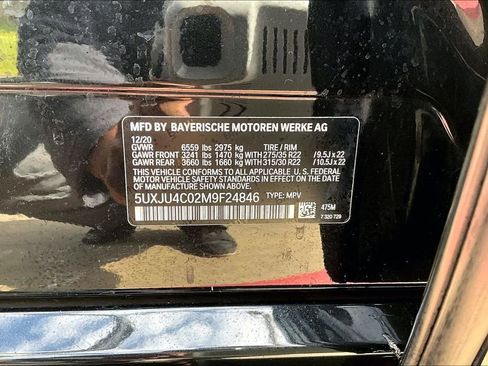 MFD BY BAYERISCHE MOTOREN WERKE AG
12/20
GVWR 6559 lbs 2975 kg TIRE / RIM
GAWR FRONT 3241 lbs 1470 kg WITH 275/35 R22 /9.5J x 22
GAWR REAR 3660 lbs 1660 kg WITH 315/30 R22 /10.5J x 22
THIS VEHICLE CONFORMS TO ALL APPLICABLE U.S. FEDERAL
MOTOR VEHICLE SAFETY STANDARDS IN EFFECT ON THE DATE
OF MANUFACTURE SHOWN ABOVE.
5UXJU4C02M9F24846 TYPE: MPV
475M
7 320 729